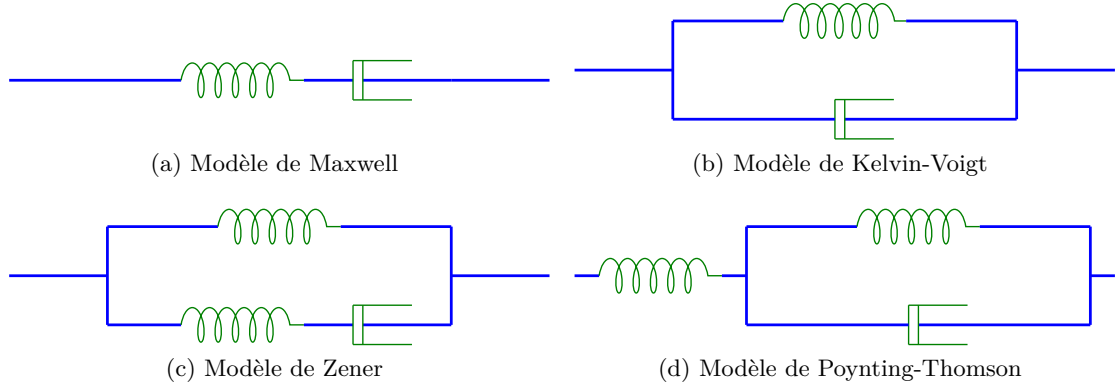 (a) Modèle de Maxwell
(b) Modèle de Kelvin-Voigt
(c) Modèle de Zener
(d) Modèle de Poynting-Thomson